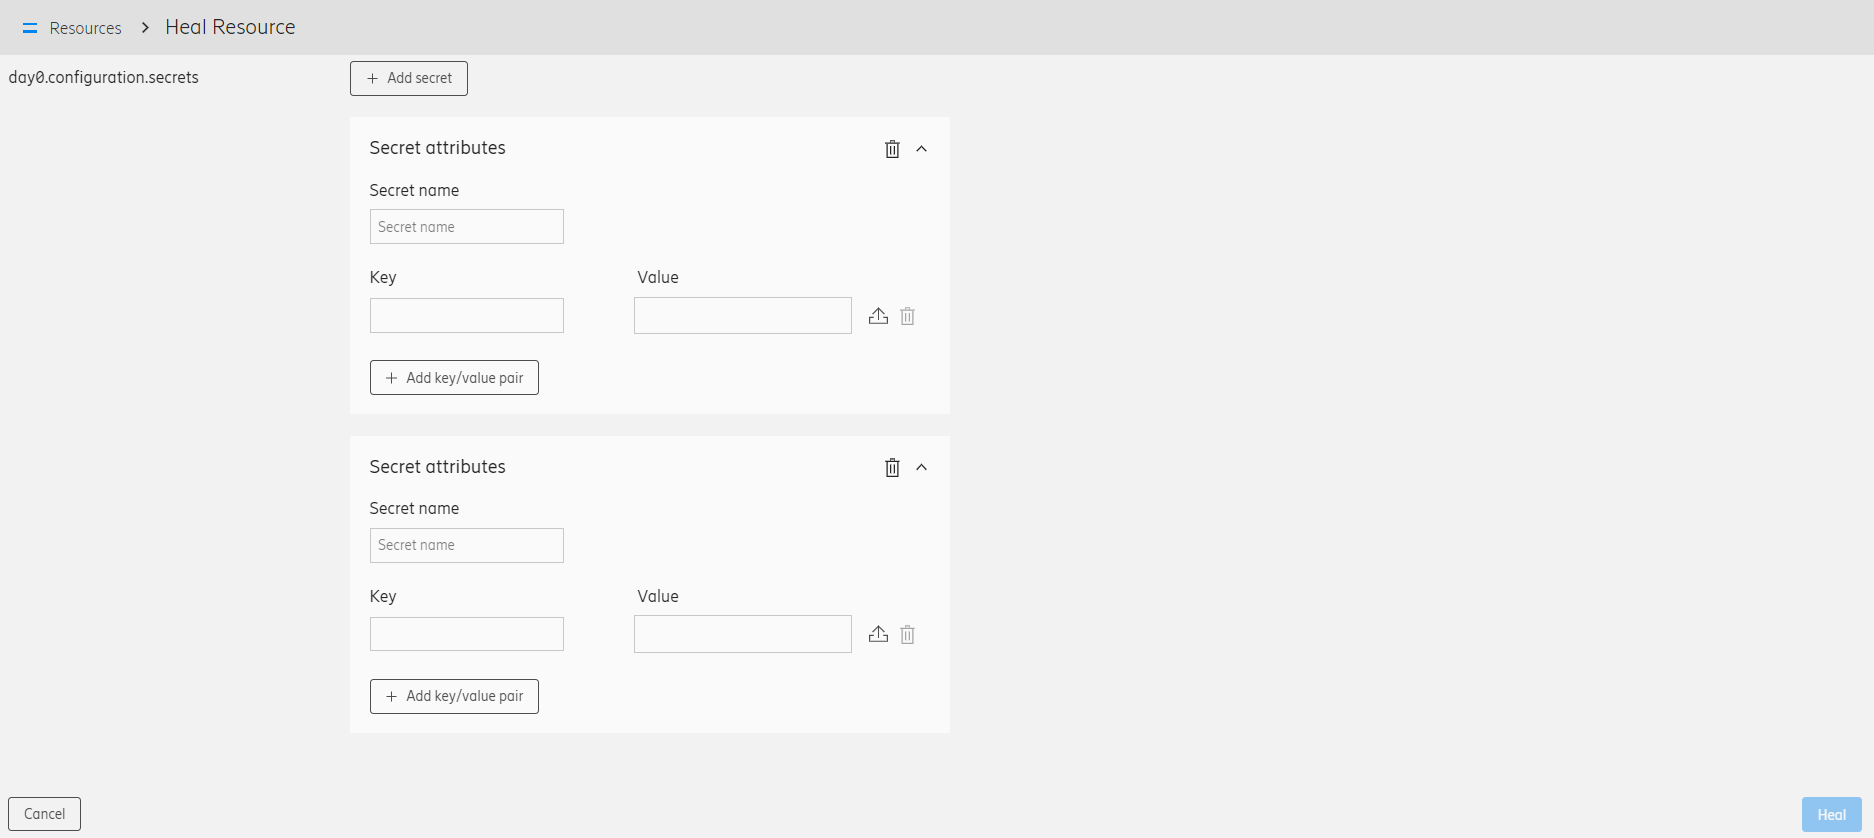 Resources > Heal Resource
day0.configuration.secrets
+ Add secret
Secret attributes
Secret name
Secret name
Key Value
+ Add key/value pair
Secret attributes
Secret name
Secret name
Key Value
+ Add key/value pair
Cancel Heal